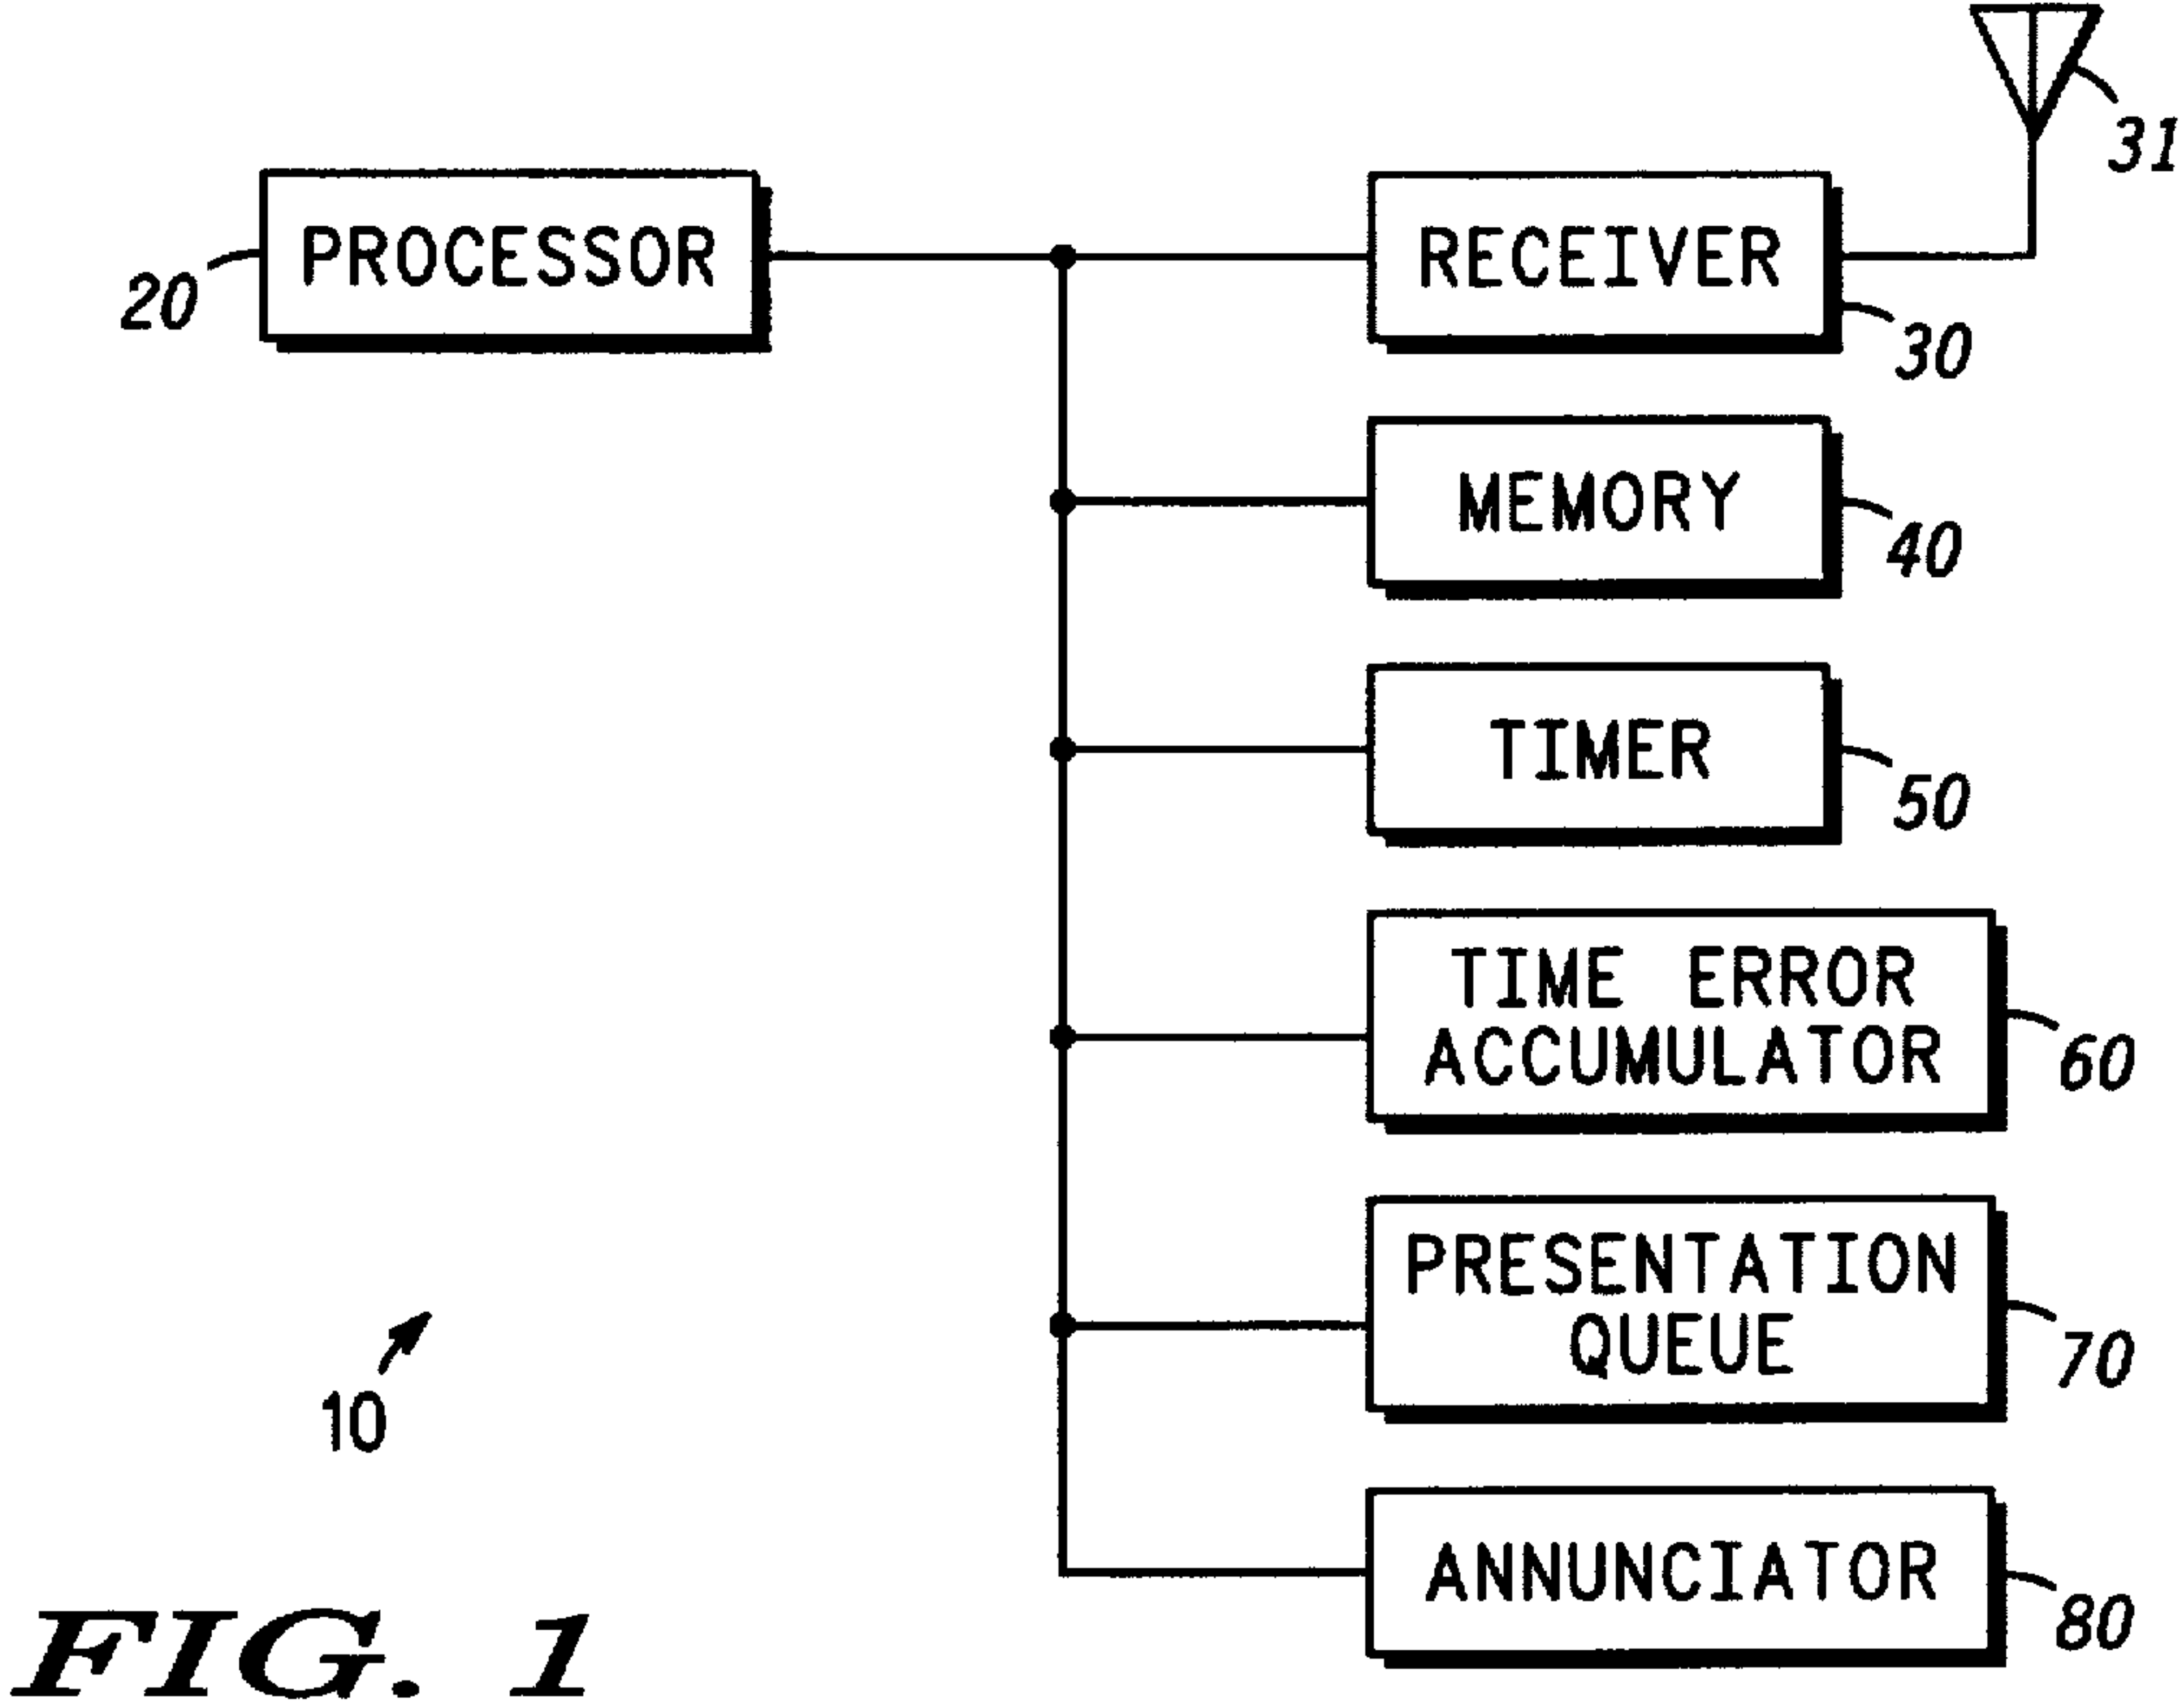 31
PROCESSOR
20
RECEIVER
30
MEMORY
40
TIMER
50
TIME ERROR
ACCUMULATOR
60
PRESENTATION
QUEUE
70
10
ANNUNCIATOR
80
FIG. 1